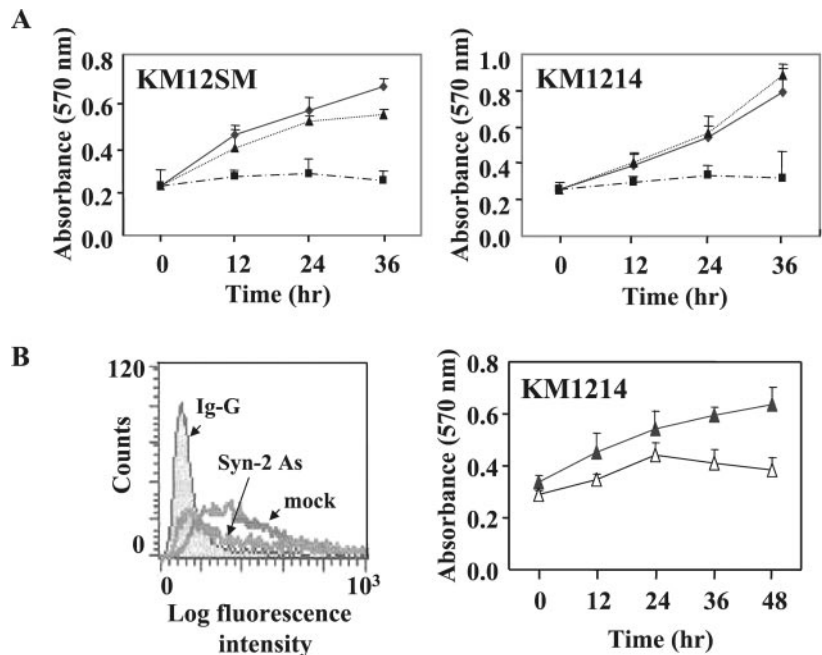 A
KM12SM
Absorbance (570 nm)
0.8
0.6
0.4
0.2
0.0
0 12 24 36
Time (hr)
KM1214
Absorbance (570 nm)
1.0
0.8
0.6
0.4
0.2
0.0
0 12 24 36
Time (hr)
B
120
Counts
0
Ig-G
Syn-2 As
mock
0 10³
Log fluorescence
intensity
KM1214
Absorbance (570 nm)
0.8
0.6
0.4
0.2
0.0
0 12 24 36 48
Time (hr)